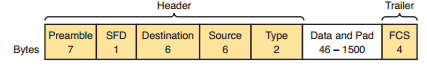 Header Trailer
Preamble SFD Destination Source Type Data and Pad FCS
Bytes 7 1 6 6 2 46 – 1500 4